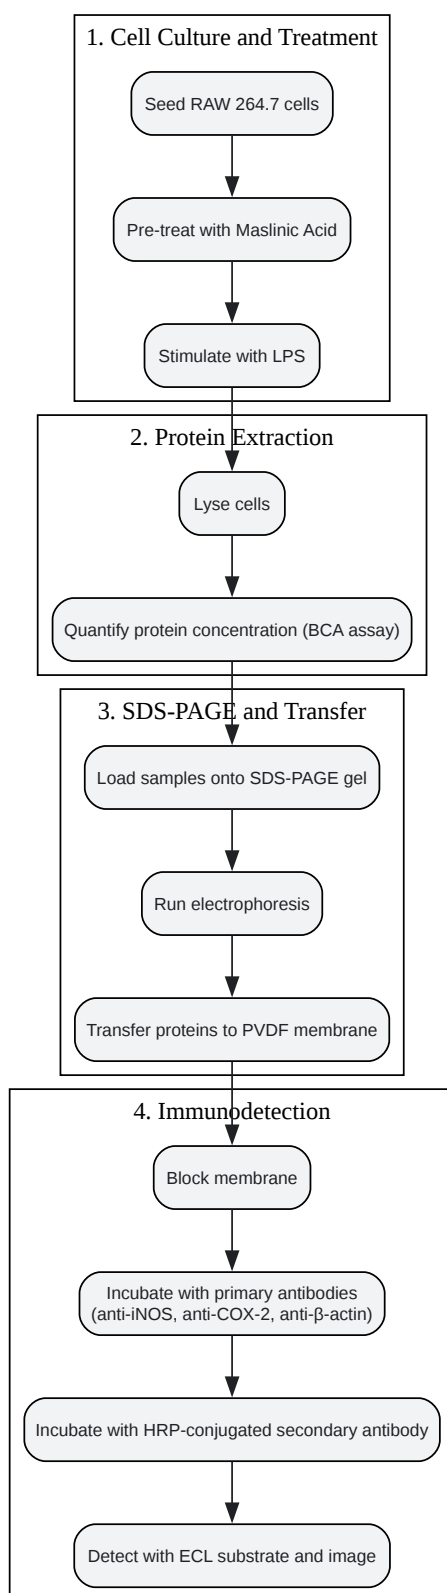 1. Cell Culture and Treatment
Seed RAW 264.7 cells
Pre-treat with Maslinic Acid
Stimulate with LPS
2. Protein Extraction
Lyse cells
Quantify protein concentration (BCA assay)
3. SDS-PAGE and Transfer
Load samples onto SDS-PAGE gel
Run electrophoresis
Transfer proteins to PVDF membrane
4. Immunodetection
Block membrane
Incubate with primary antibodies
(anti-iNOS, anti-COX-2, anti-β-actin)
Incubate with HRP-conjugated secondary antibody
Detect with ECL substrate and image